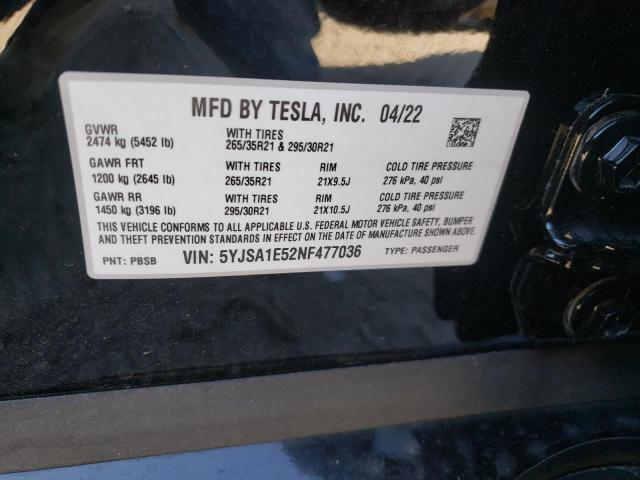 MFD BY TESLA, INC. 04/22
GVWR
2474 kg (5452 lb)
WITH TIRES
265/35R21 & 295/30R21
GAWR FRT
1200 kg (2645 lb)
WITH TIRES
265/35R21
RIM
21X9.5J
COLD TIRE PRESSURE
276 kPa, 40 psi
GAWR RR
1450 kg (3196 lb)
WITH TIRES
295/30R21
RIM
21X10.5J
COLD TIRE PRESSURE
276 kPa, 40 psi
THIS VEHICLE CONFORMS TO ALL APPLICABLE U.S. FEDERAL MOTOR VEHICLE SAFETY, BUMPER
AND THEFT PREVENTION STANDARDS IN EFFECT ON THE DATE OF MANUFACTURE SHOWN ABOVE.
PNT: PBSB VIN: 5YJSA1E52NF477036 TYPE: PASSENGER